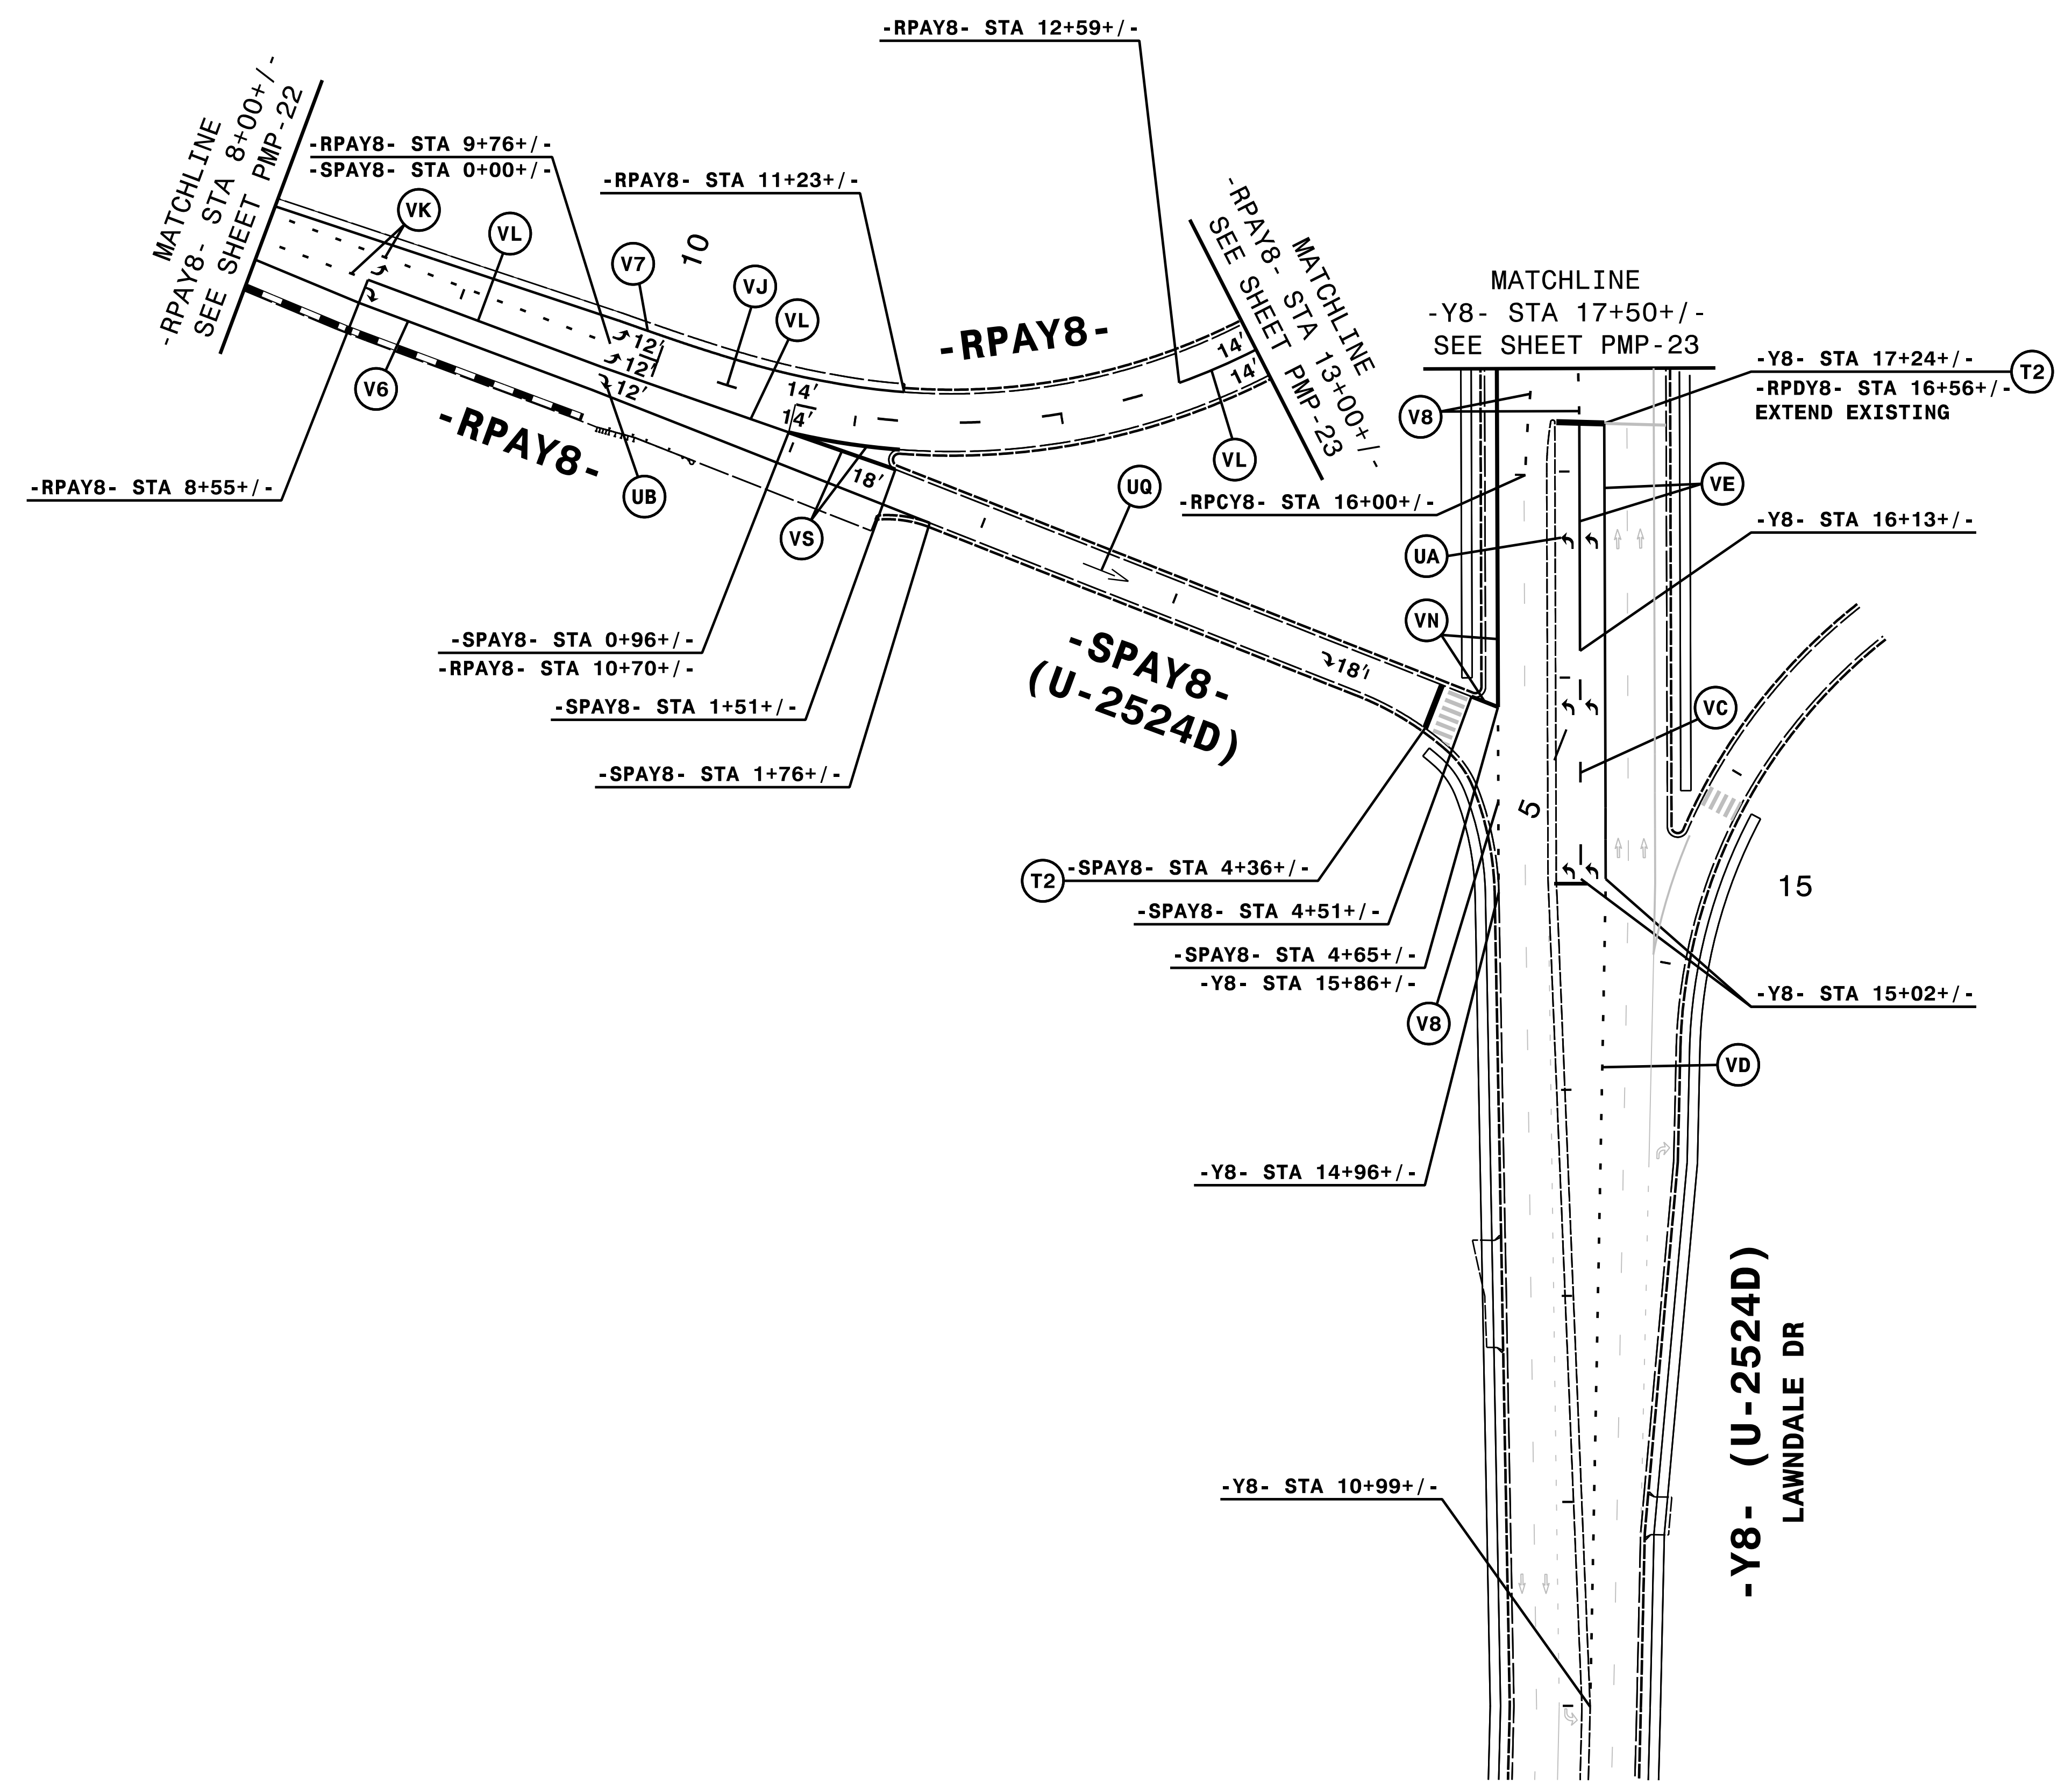 -RPAY8- STA 12+59+/-
MATCHLINE
-RPAY8- STA 8+00+/-
SEE SHEET PMP-22
-RPAY8- STA 9+76+/-
-SPAY8- STA 0+00+/-
-RPAY8- STA 11+23+/-
VK
VL
V7
10
VJ
VL
-RPAY8-
MATCHLINE
-RPAY8- STA 13+00+/-
SEE SHEET PMP-23
MATCHLINE
-Y8- STA 17+50+/-
SEE SHEET PMP-23
-Y8- STA 17+24+/-
T2
-RPDY8- STA 16+56+/-
EXTEND EXISTING
12'
12'
12'
14'
14'
14'
14'
V6
V8
VL
-RPAY8-
-RPAY8- STA 8+55+/-
UB
18'
VS
UQ
-RPCY8- STA 16+00+/-
VE
-Y8- STA 16+13+/-
UA
VN
-SPAY8- STA 0+96+/-
-RPAY8- STA 10+70+/-
-SPAY8- STA 1+51+/-
-SPAY8- STA 1+76+/-
-SPAY8-
(U-2524D)
18'
VC
5
T2
-SPAY8- STA 4+36+/-
15
-SPAY8- STA 4+51+/-
-SPAY8- STA 4+65+/-
-Y8- STA 15+86+/-
V8
-Y8- STA 15+02+/-
VD
-Y8- STA 14+96+/-
-Y8- (U-2524D)
LAWNDALE DR
-Y8- STA 10+99+/-